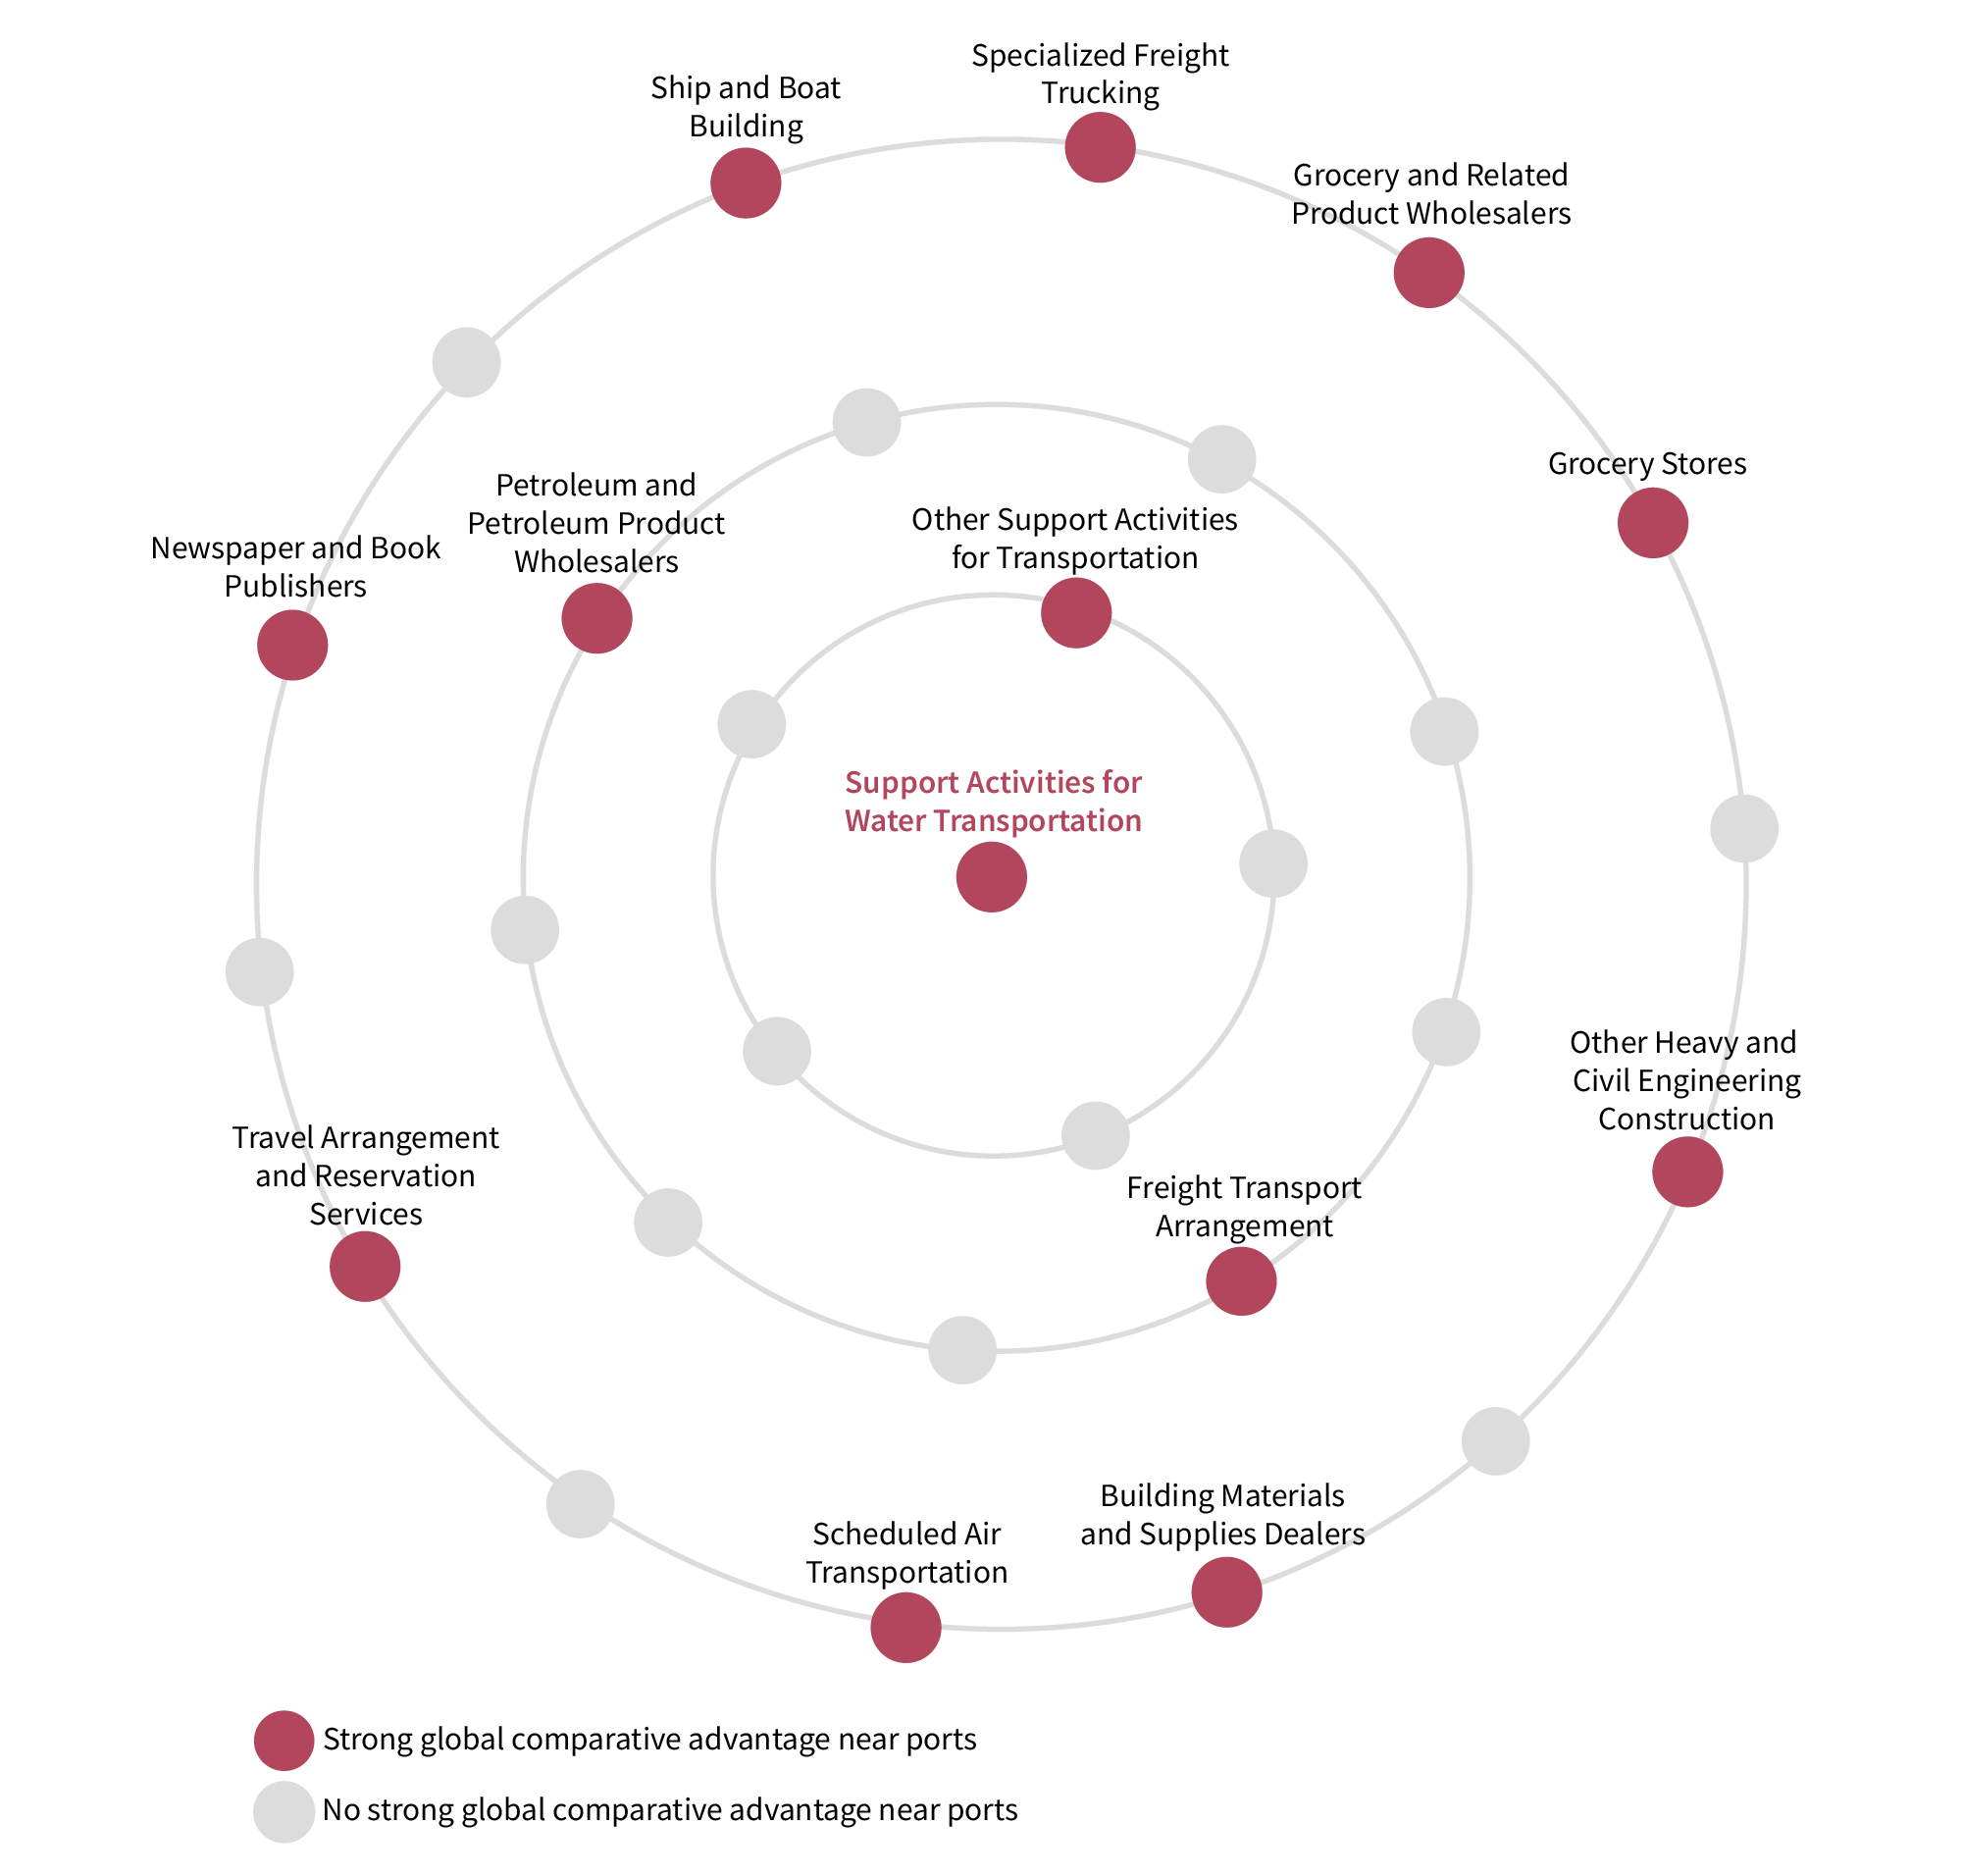 Specialized Freight
Trucking
Ship and Boat
Building
Grocery and Related
Product Wholesalers
Grocery Stores
Petroleum and
Petroleum Product
Wholesalers
Other Support Activities
for Transportation
Newspaper and Book
Publishers
Support Activities for
Water Transportation
Other Heavy and
Civil Engineering
Construction
Travel Arrangement
and Reservation
Services
Freight Transport
Arrangement
Building Materials
and Supplies Dealers
Scheduled Air
Transportation
Strong global comparative advantage near ports
No strong global comparative advantage near ports